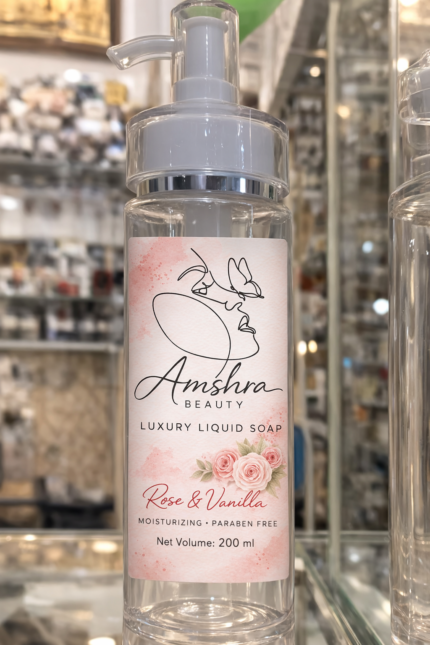 Amshra
BEAUTY
LUXURY LIQUID SOAP
Rose & Vanilla
MOISTURIZING • PARABEN FREE
Net Volume: 200 ml